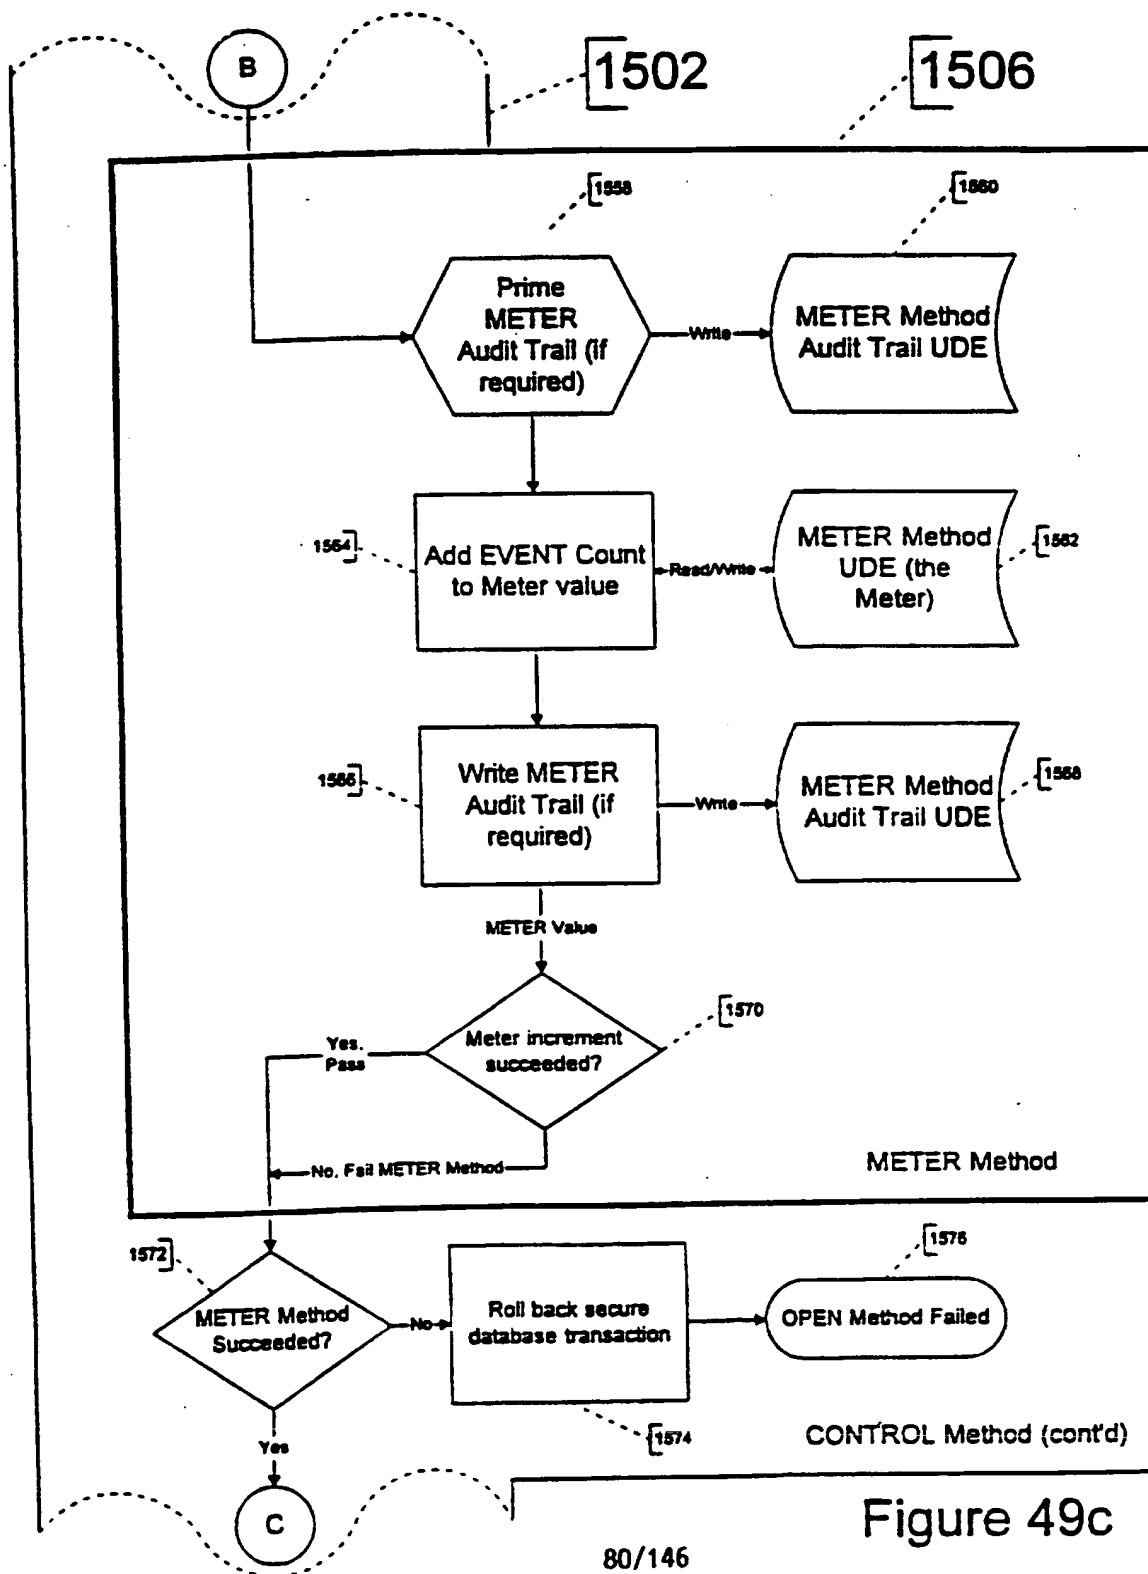 B
1502
1506
1558
1560
Prime
METER
Audit Trail (if
required)
Write
METER Method
Audit Trail UDE
1564
Add EVENT Count
to Meter value
Read/Write
METER Method
UDE (the
Meter)
1562
1566
Write METER
Audit Trail (if
required)
Write
METER Method
Audit Trail UDE
1568
METER Value
1570
Meter increment
succeeded?
Yes.
Pass
No. Fail METER Method
METER Method
1572
METER Method
Succeeded?
No
Roll back secure
database transaction
1576
OPEN Method Failed
1574
Yes
CONTROL Method (cont'd)
C
Figure 49c
80/146